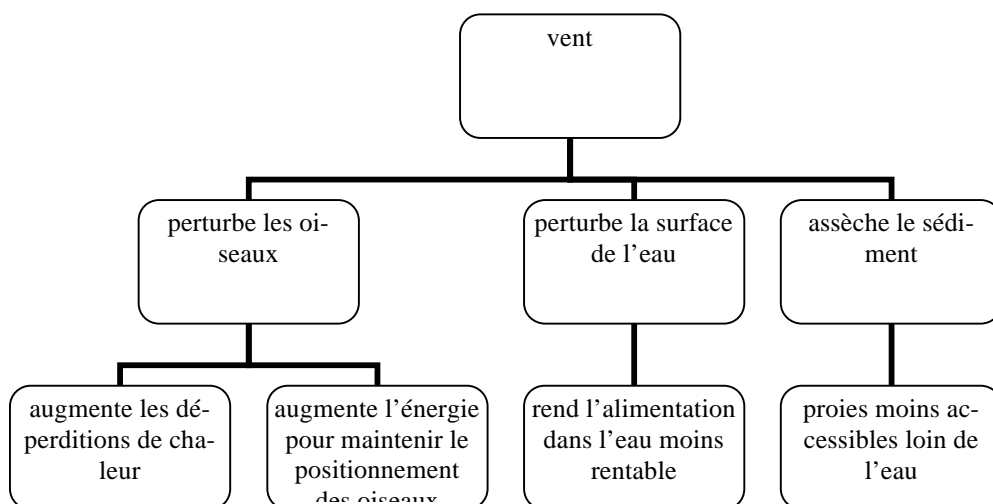 vent
perturbe les oi-
seaux
perturbe la surface
de l'eau
assèche le sédi-
ment
augmente les dé-
perditions de cha-
leur
augmente l'énergie
pour maintenir le
positionnement
des oiseaux
rend l'alimentation
dans l'eau moins
rentable
proies moins ac-
cessibles loin de
l'eau